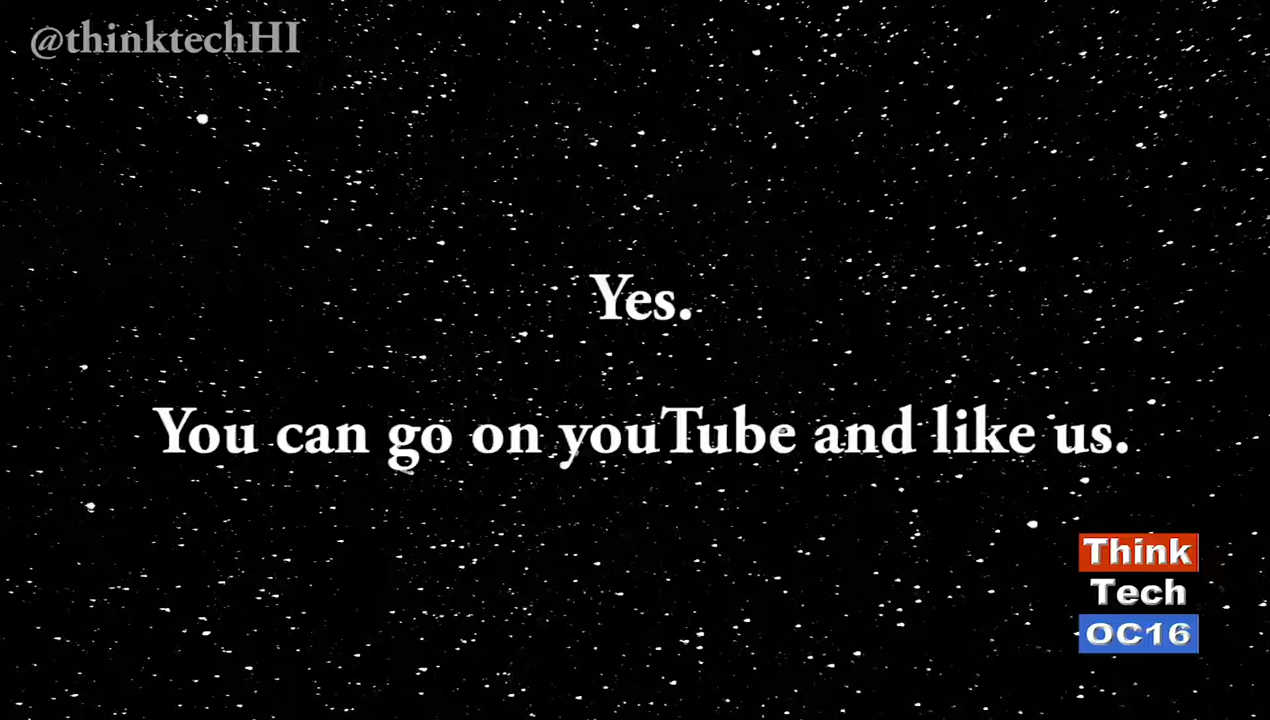 @thinktechHI
Yes.
You can go on youTube and like us.
Think
Tech
OC16